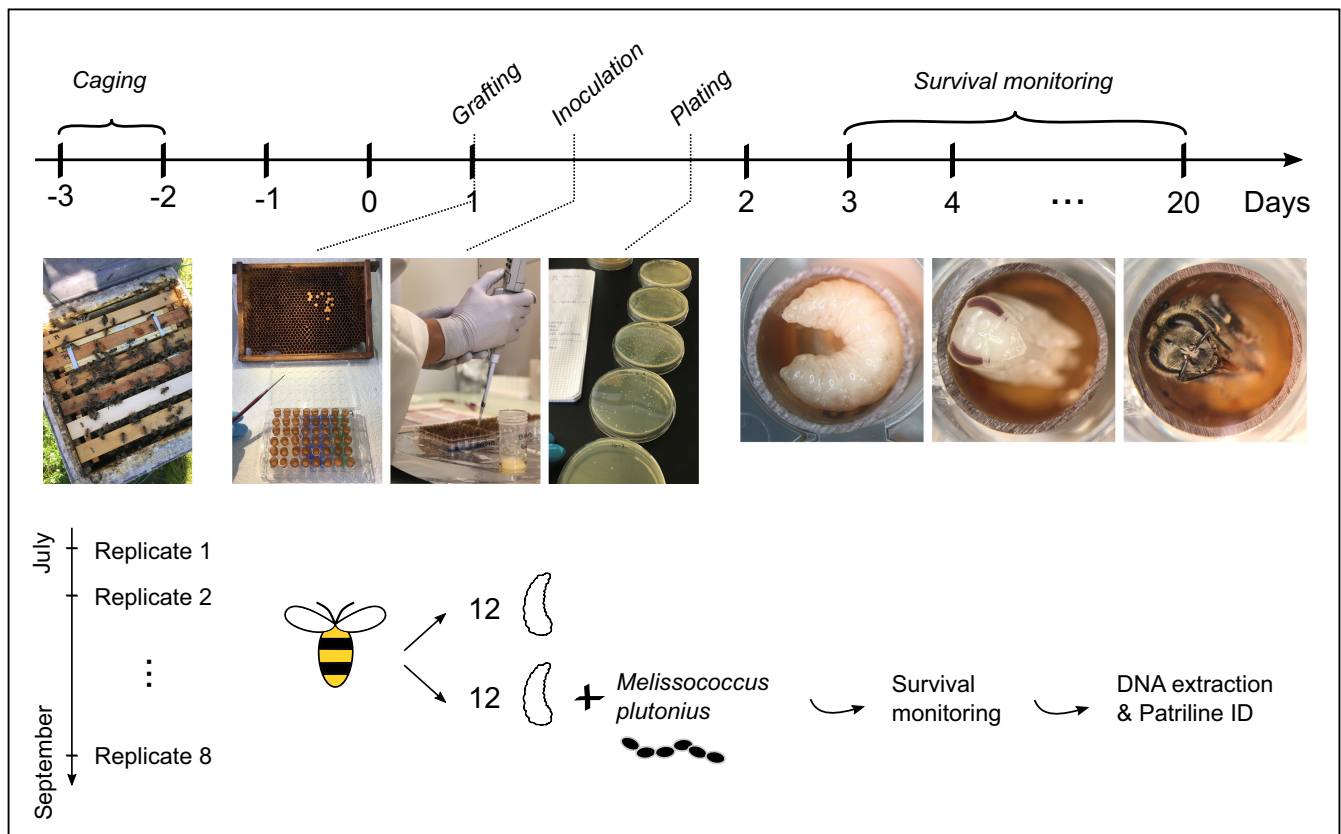 Caging
Grafting
Inoculation
Plating
Survival monitoring
-3 -2 -1 0 1 2 3 4 ... 20 Days
July
September
Replicate 1
Replicate 2
⋮
Replicate 8
12
12
+
Melissococcus
plutonius
Survival
monitoring
DNA extraction
& Patriline ID